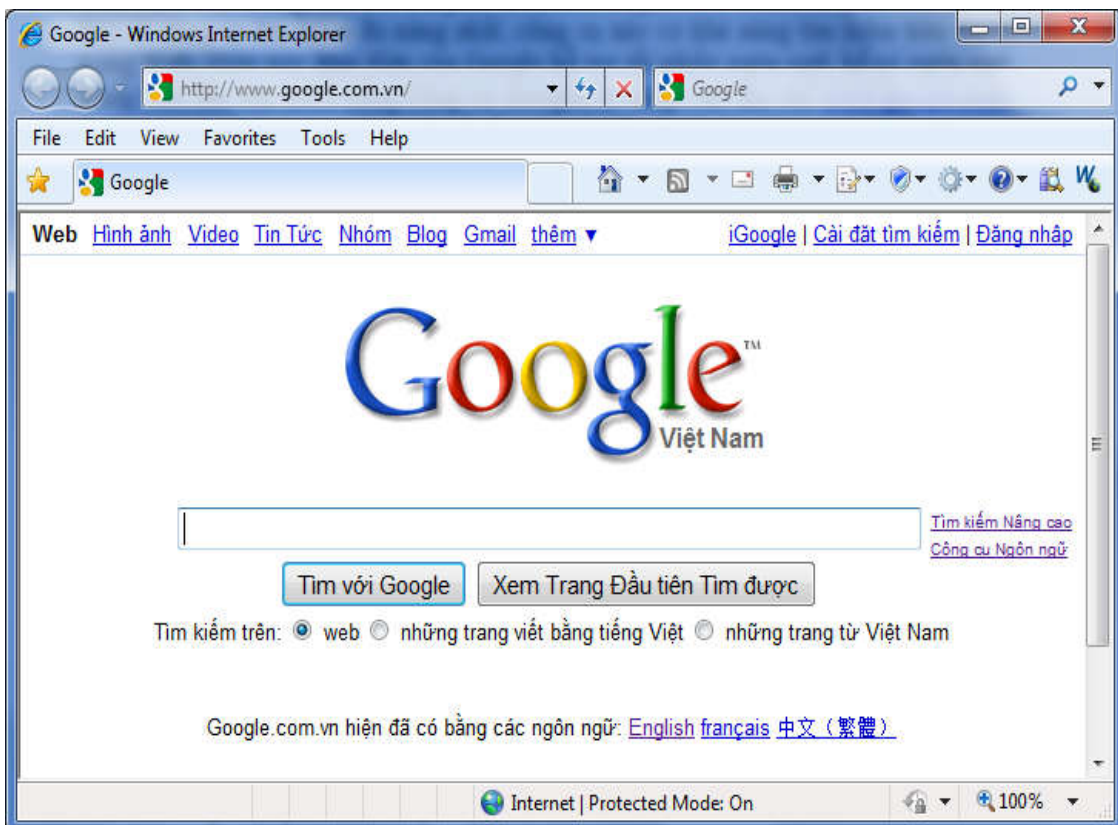 Google - Windows Internet Explorer
http://www.google.com.vn/ Google
File Edit View Favorites Tools Help
Google
Web Hình ảnh Video Tin Tức Nhóm Blog Gmail thêm ▼ iGoogle | Cài đặt tìm kiếm | Đăng nhập
Google™
Việt Nam
Tìm kiếm Nâng cao
Công cụ Ngôn ngữ
Tìm với Google Xem Trang Đầu tiên Tìm được
Tìm kiếm trên: web những trang viết bằng tiếng Việt những trang từ Việt Nam
Google.com.vn hiện đã có bằng các ngôn ngữ: English français 中文（繁體）
Internet | Protected Mode: On 100%